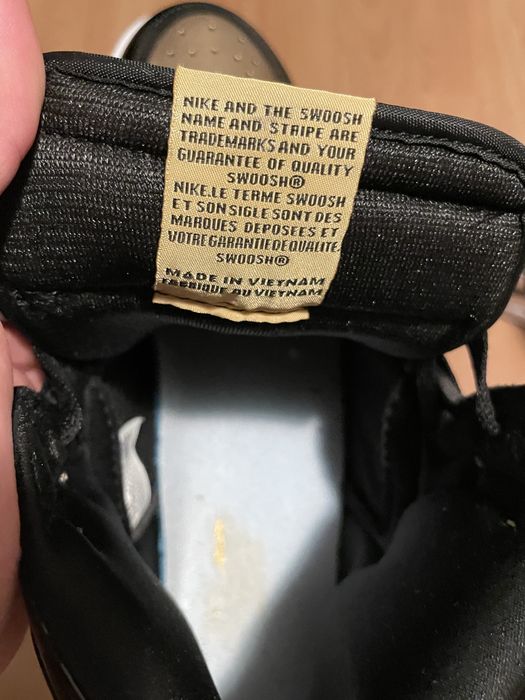 NIKE AND THE SWOOSH
NAME AND STRIPE ARE
TRADEMARKS AND YOUR
GUARANTEE OF QUALITY
SWOOSH®
NIKE.LE TERME SWOOSH
ET SON SIGLE SONT DES
MARQUES DEPOSEES ET
VOTRE GARANTIE DE QUALITE.
SWOOSH®
MADE IN VIETNAM
FABRIQUE AU VIETNAM